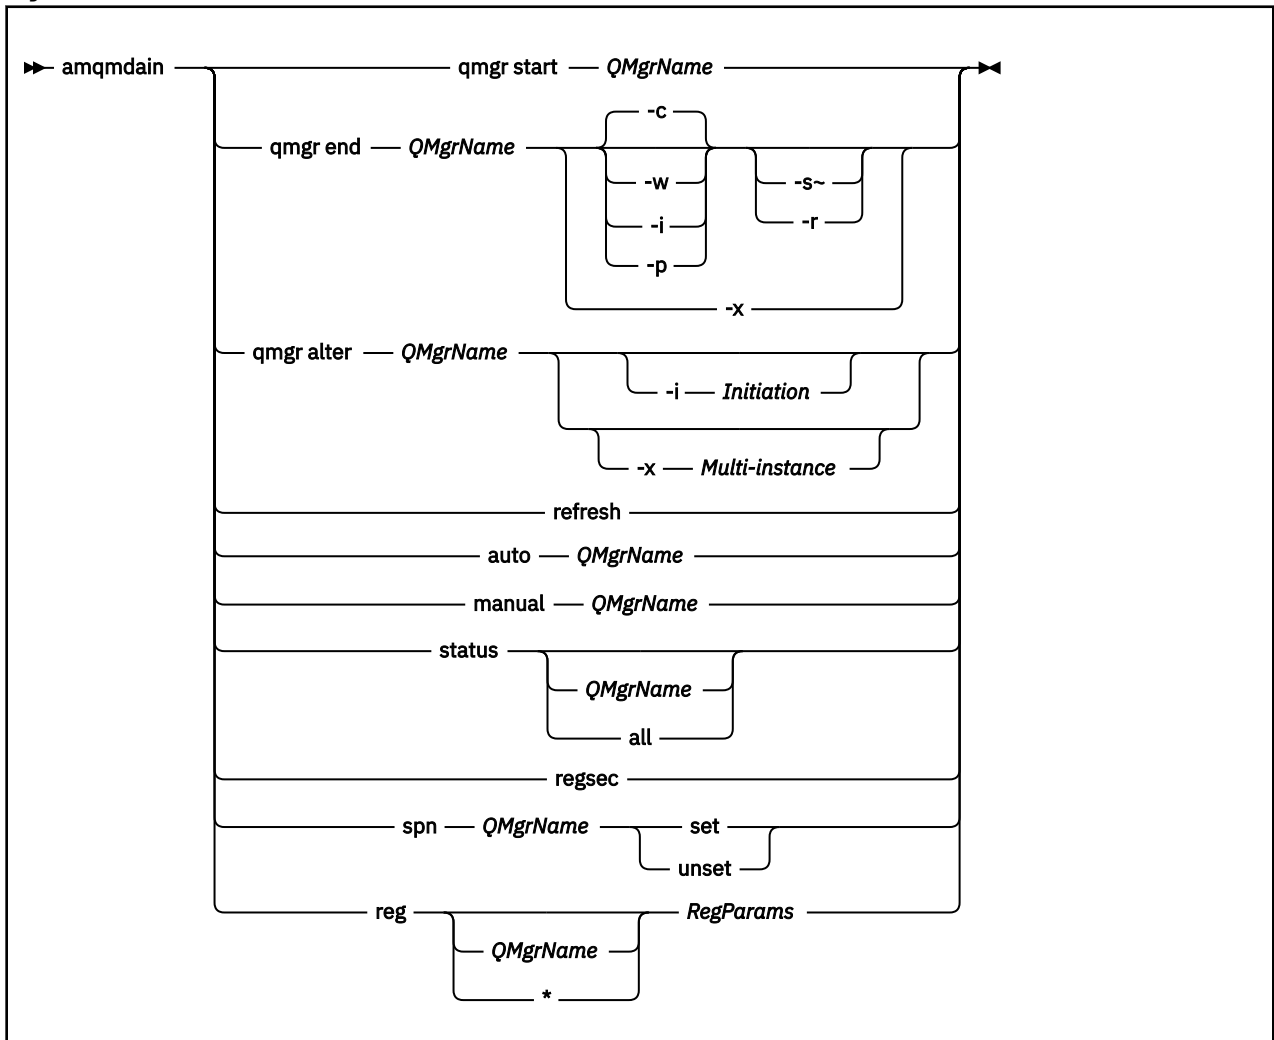 amqmdain qmgr start QMgrName
-c
qmgr end QMgrName
-w -s~
-i -r
-p
-x
qmgr alter QMgrName
-i Initiation
-x Multi-instance
refresh
auto QMgrName
manual QMgrName
status
QMgrName
all
regsec
spn QMgrName set
unset
reg RegParams
QMgrName
*